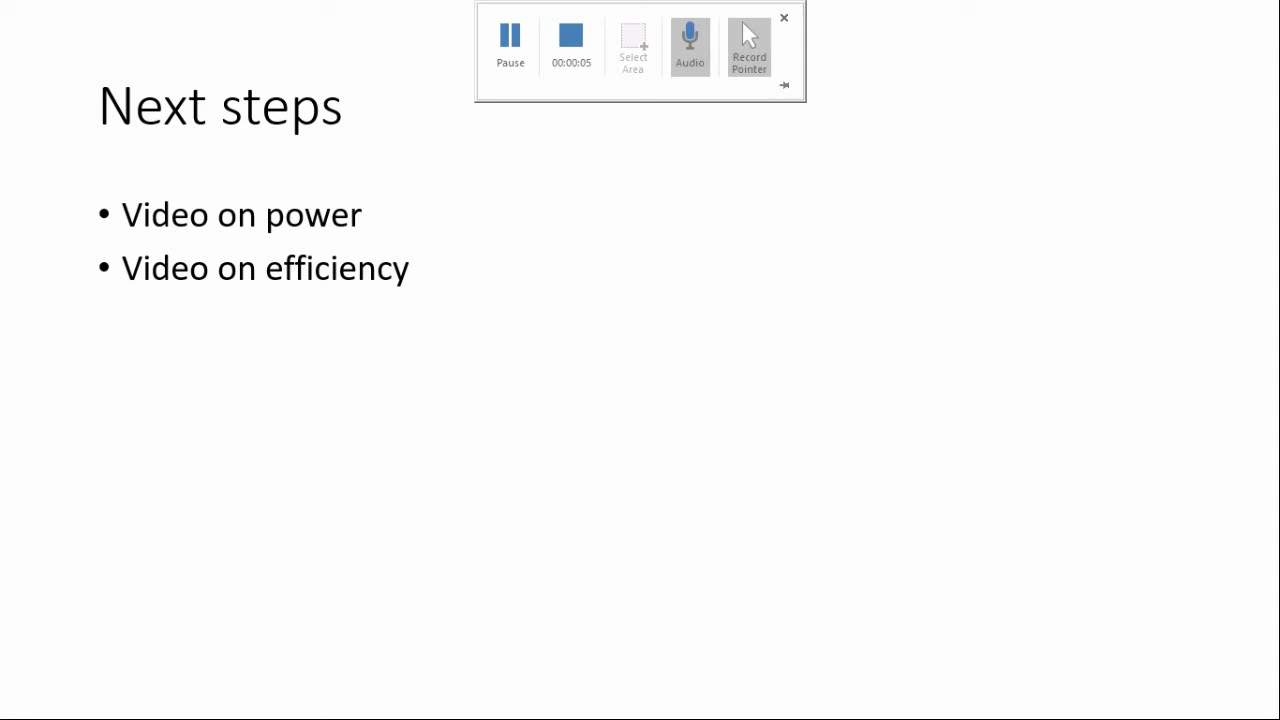 Pause
00:00:05
Select
Area
Audio
Record
Pointer
Next steps
• Video on power
• Video on efficiency